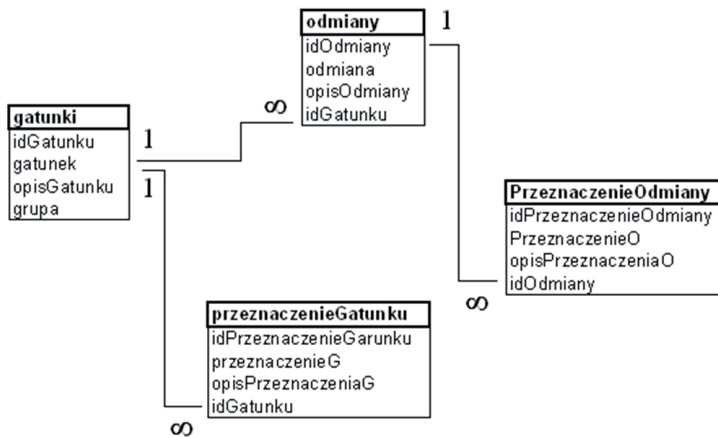 gatunki
idGatunku
gatunek
opisGatunku
grupa
1
1
∞
∞
odmiany
idOdmiany
odmiana
opisOdmiany
idGatunku
1
∞
PrzeznaczenieOdmiany
idPrzeznaczenieOdmiany
PrzeznaczenieO
opisPrzeznaczeniaO
idOdmiany
przeznaczenieGatunku
idPrzeznaczenieGarunku
przeznaczenieG
opisPrzeznaczeniaG
idGatunku